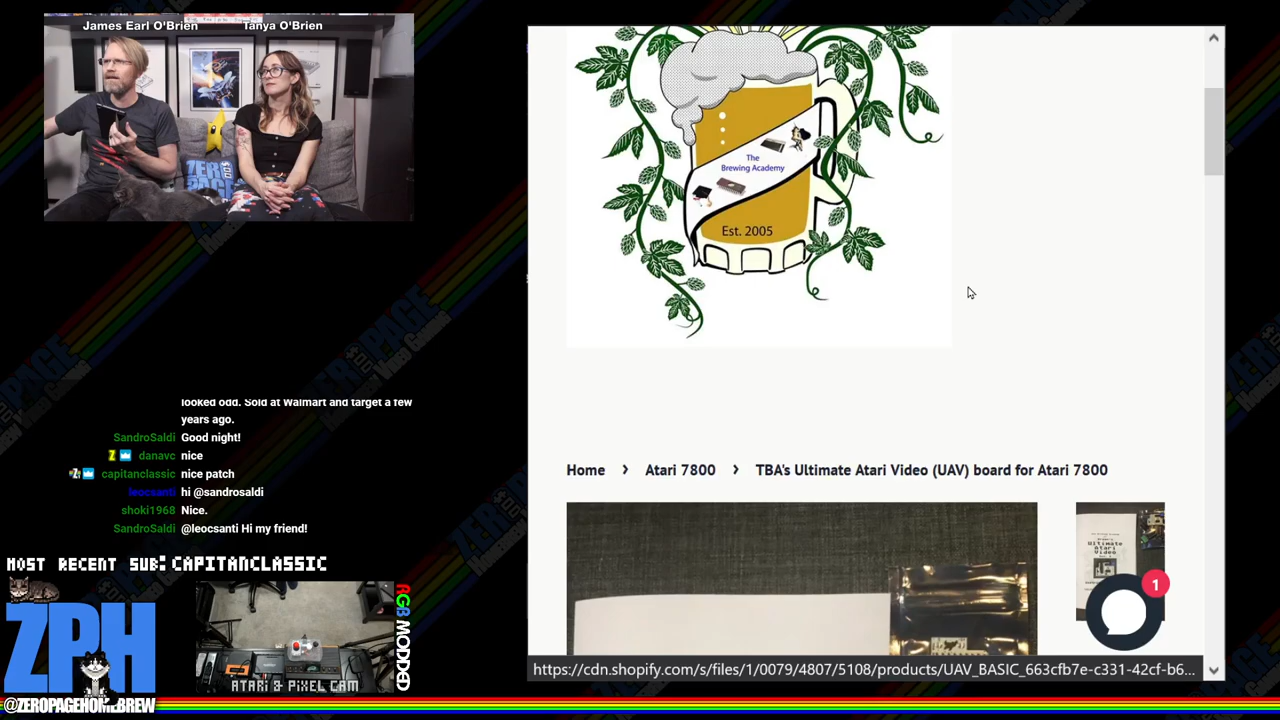 James Earl O'Brien
Tanya O'Brien
ZERO
PAGE
The
Brewing Academy
Est. 2005
looked odd. Sold at Walmart and target a few
years ago.
SandroSaldi Good night!
danavc nice
capitanclassic nice patch
leocsanti hi @sandrosaldi
shoki1968 Nice.
SandroSaldi @leocsanti Hi my friend!
MOST RECENT SUB: CAPITANCLASSIC
ZPH
@ZEROPAGEHOMEBREW
RGB MODDED
ATARI & PIXEL CAM
Home > Atari 7800 > TBA's Ultimate Atari Video (UAV) board for Atari 7800
Ultimate
Atari
Video
1
https://cdn.shopify.com/s/files/1/0079/4807/5108/products/UAV_BASIC_663cfb7e-c331-42cf-b6...